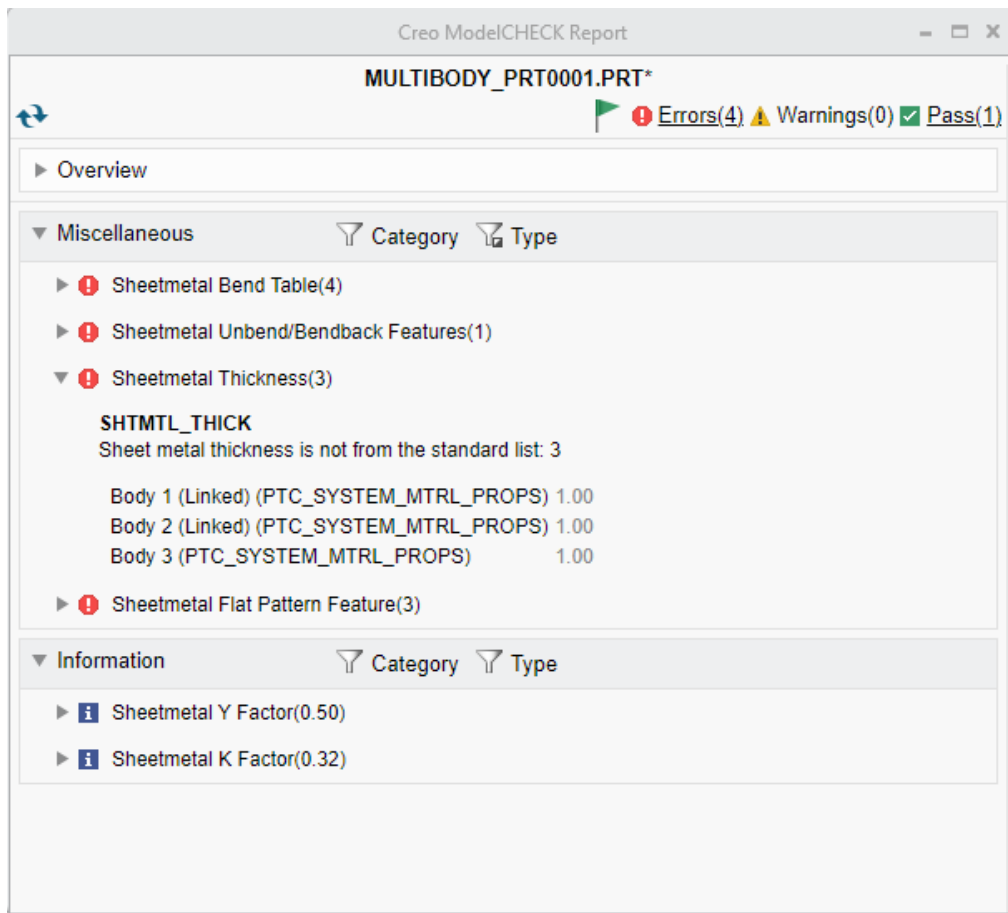 Creo ModelCHECK Report
MULTIBODY_PRT0001.PRT*
Errors(4) Warnings(0) Pass(1)
Overview
Miscellaneous Category Type
Sheetmetal Bend Table(4)
Sheetmetal Unbend/Bendback Features(1)
Sheetmetal Thickness(3)
SHTMTL_THICK
Sheet metal thickness is not from the standard list: 3
Body 1 (Linked) (PTC_SYSTEM_MTRL_PROPS) 1.00
Body 2 (Linked) (PTC_SYSTEM_MTRL_PROPS) 1.00
Body 3 (PTC_SYSTEM_MTRL_PROPS) 1.00
Sheetmetal Flat Pattern Feature(3)
Information Category Type
Sheetmetal Y Factor(0.50)
Sheetmetal K Factor(0.32)